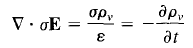 ∇ · σE = σρᵥ/ε = −∂ρᵥ/∂t